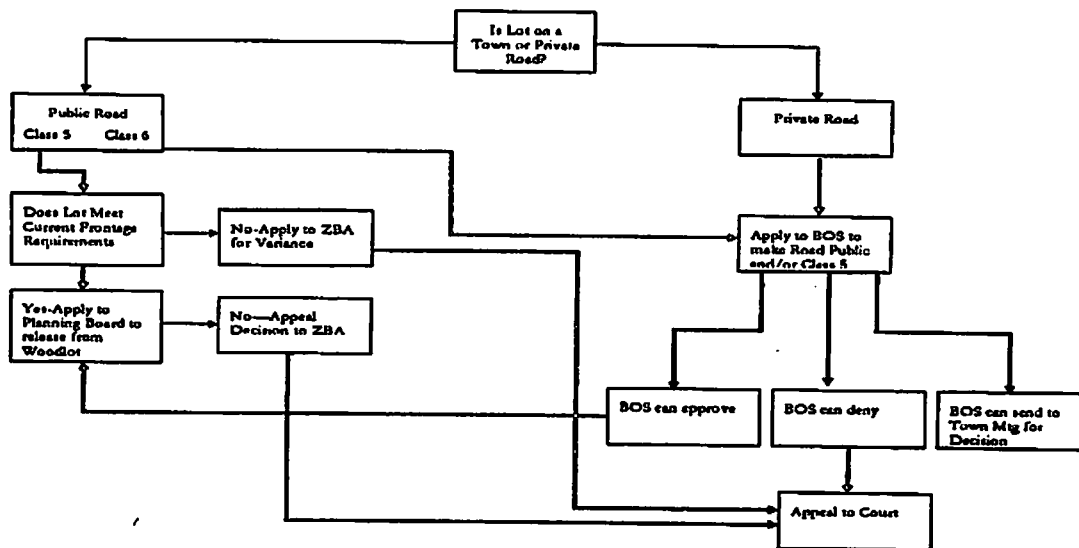 Is Lot on a
Town or Private
Road?
Public Road
Class 5 Class 6
Private Road
Does Lot Meet
Current Frontage
Requirements
No-Apply to ZBA
for Variance
Apply to BOS to
make Road Public
and/or Class 5
Yes-Apply to
Planning Board to
release from
Woodlot
No—Appeal
Decision to ZBA
BOS can approve
BOS can deny
BOS can send to
Town Mtg for
Decision
Appeal to Court